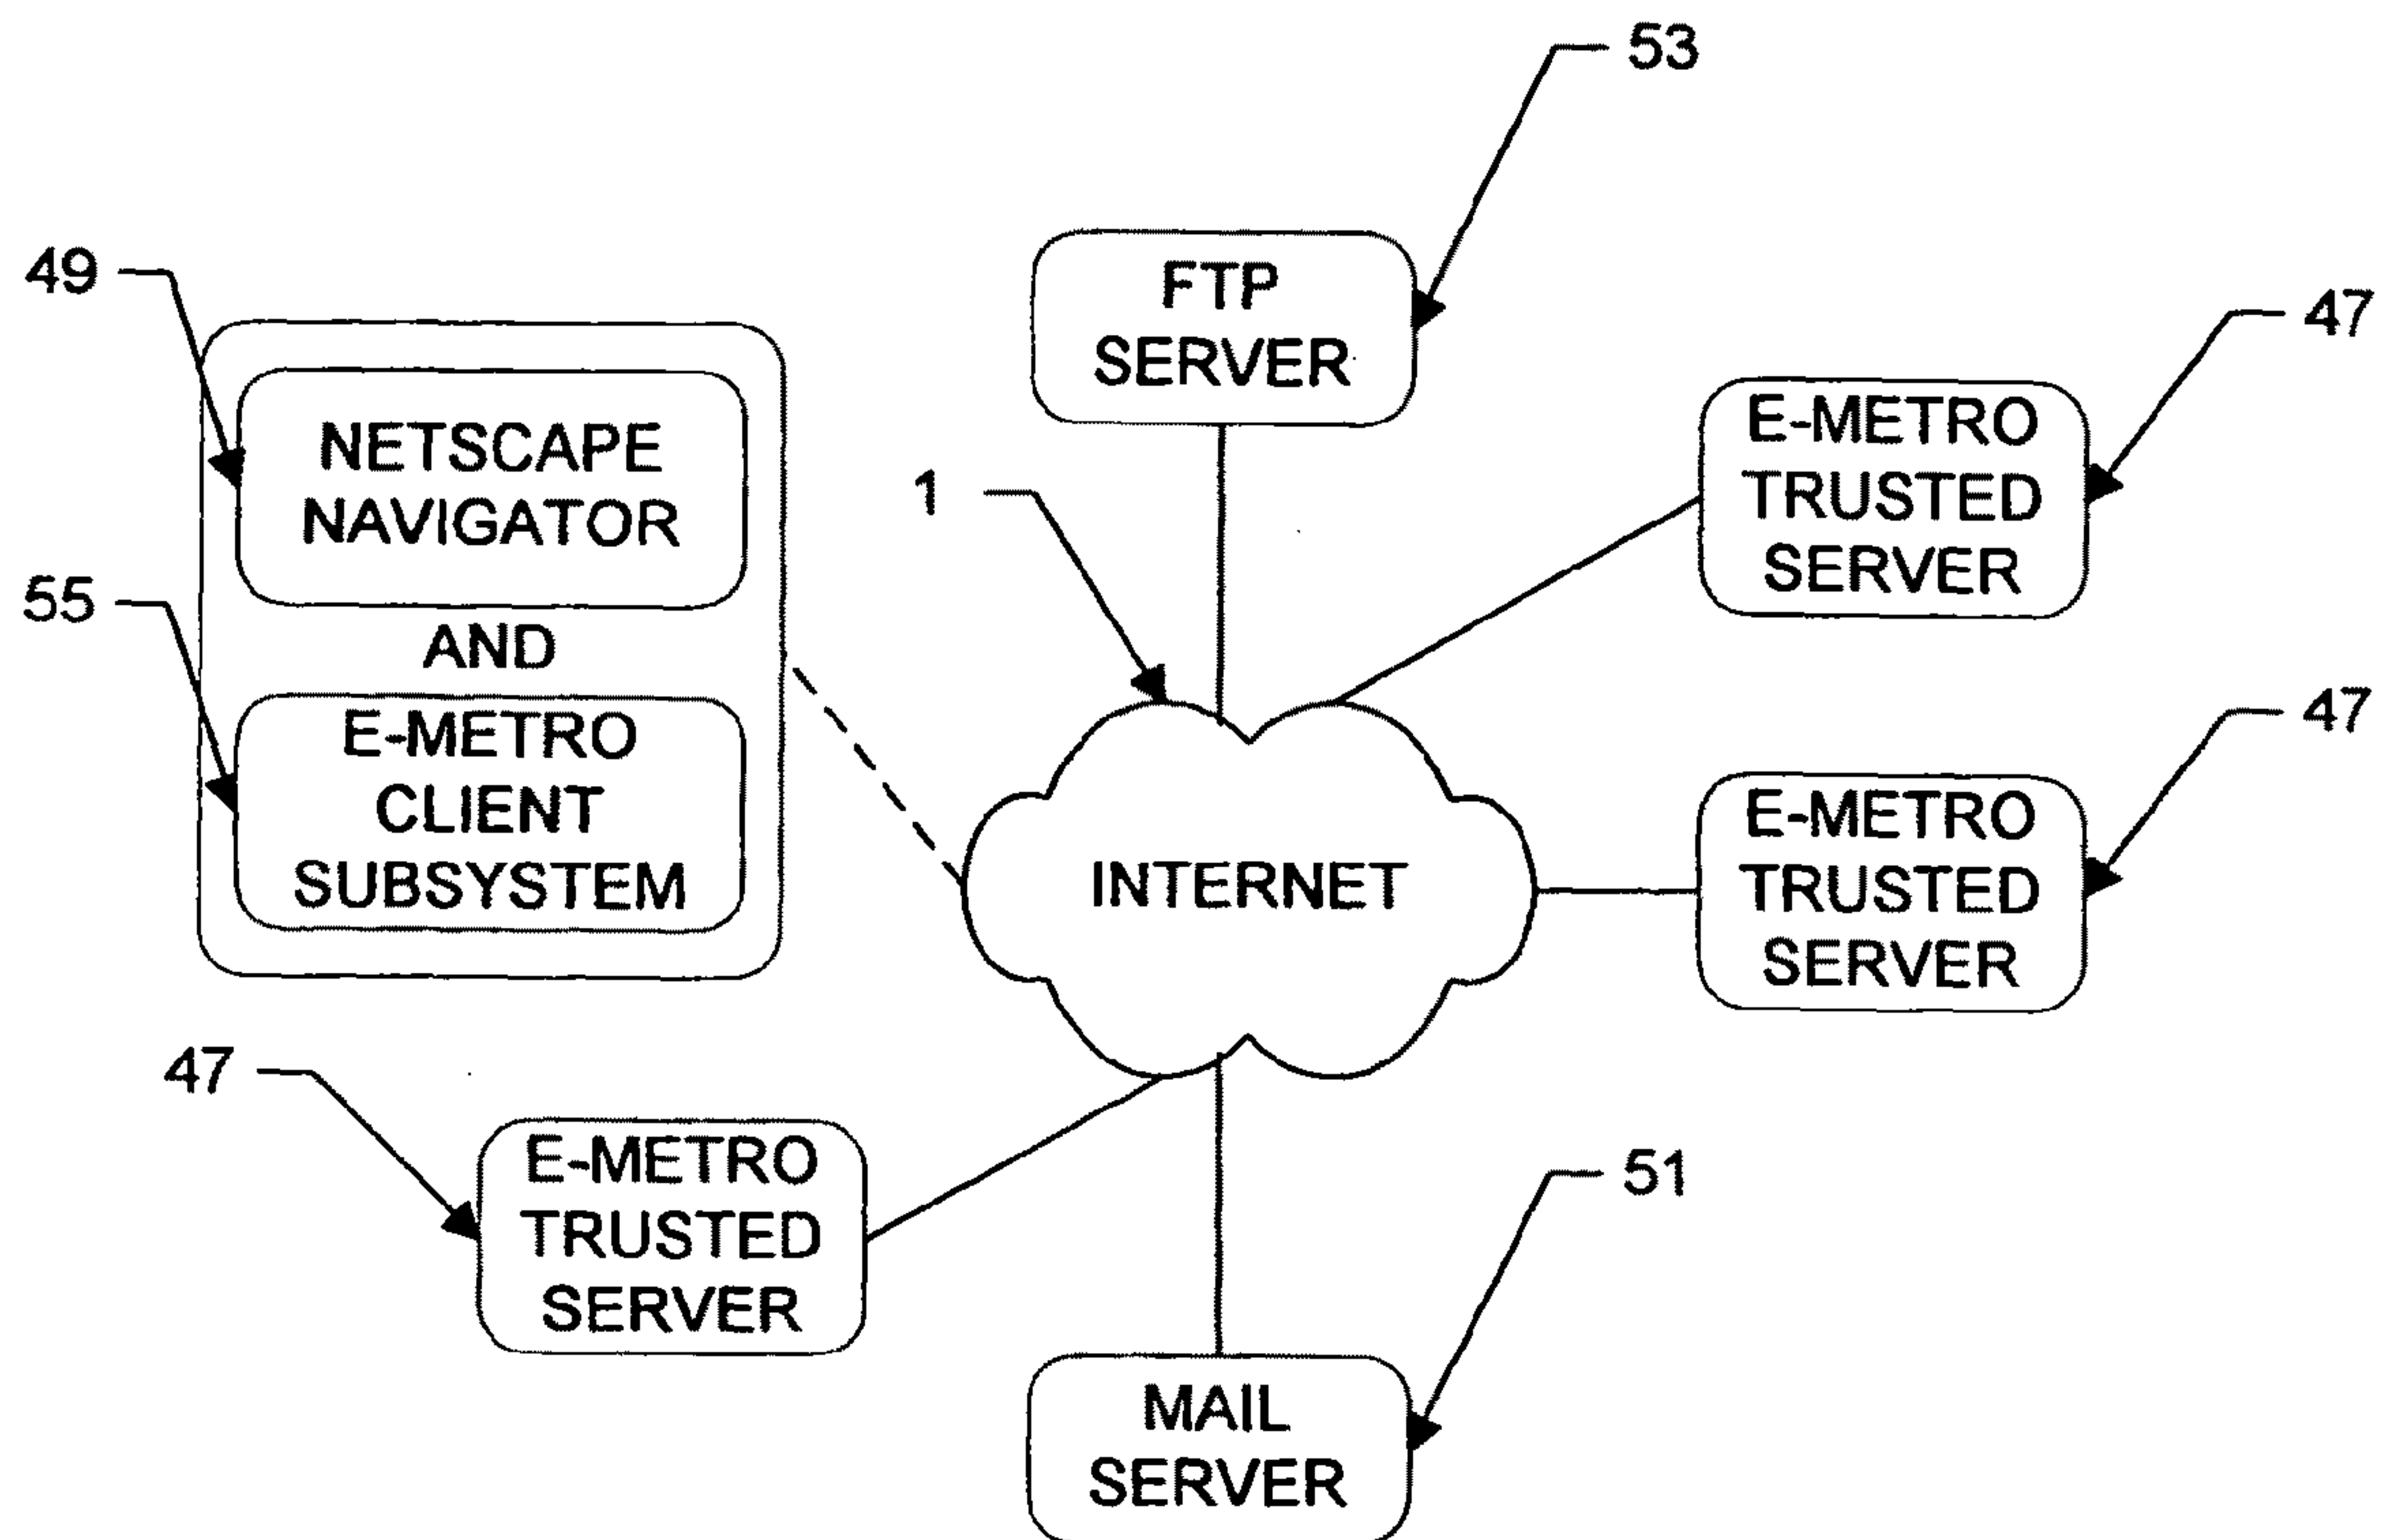 53
FTP
SERVER
49
47
E-METRO
TRUSTED
SERVER
NETSCAPE
NAVIGATOR
1
55
AND
E-METRO
CLIENT
SUBSYSTEM
47
E-METRO
TRUSTED
SERVER
INTERNET
47
E-METRO
TRUSTED
SERVER
51
MAIL
SERVER